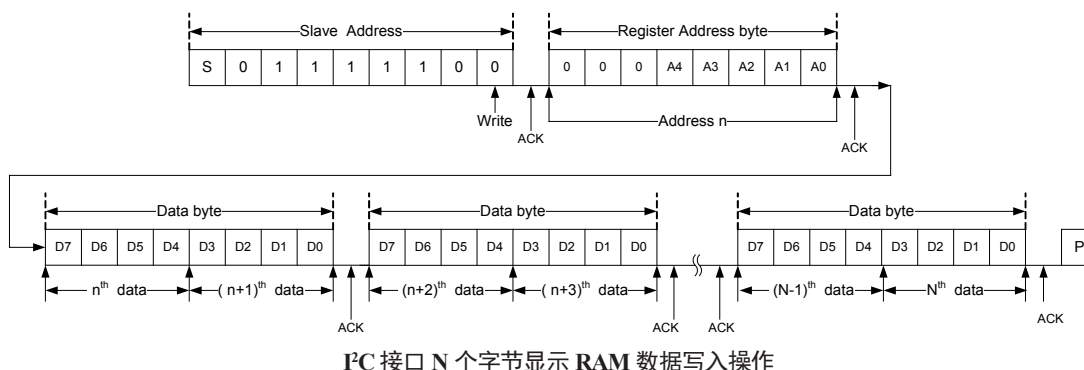 Slave Address Register Address byte
S 0 1 1 1 1 1 0 0 0 0 0 A4 A3 A2 A1 A0
Write ACK Address n ACK
Data byte Data byte Data byte
D7 D6 D5 D4 D3 D2 D1 D0 D7 D6 D5 D4 D3 D2 D1 D0 D7 D6 D5 D4 D3 D2 D1 D0 P
nth data ( n+1)th data (n+2)th data ( n+3)th data (N-1)th data Nth data
ACK ACK ACK ACK
I²C 接口 N 个字节显示 RAM 数据写入操作